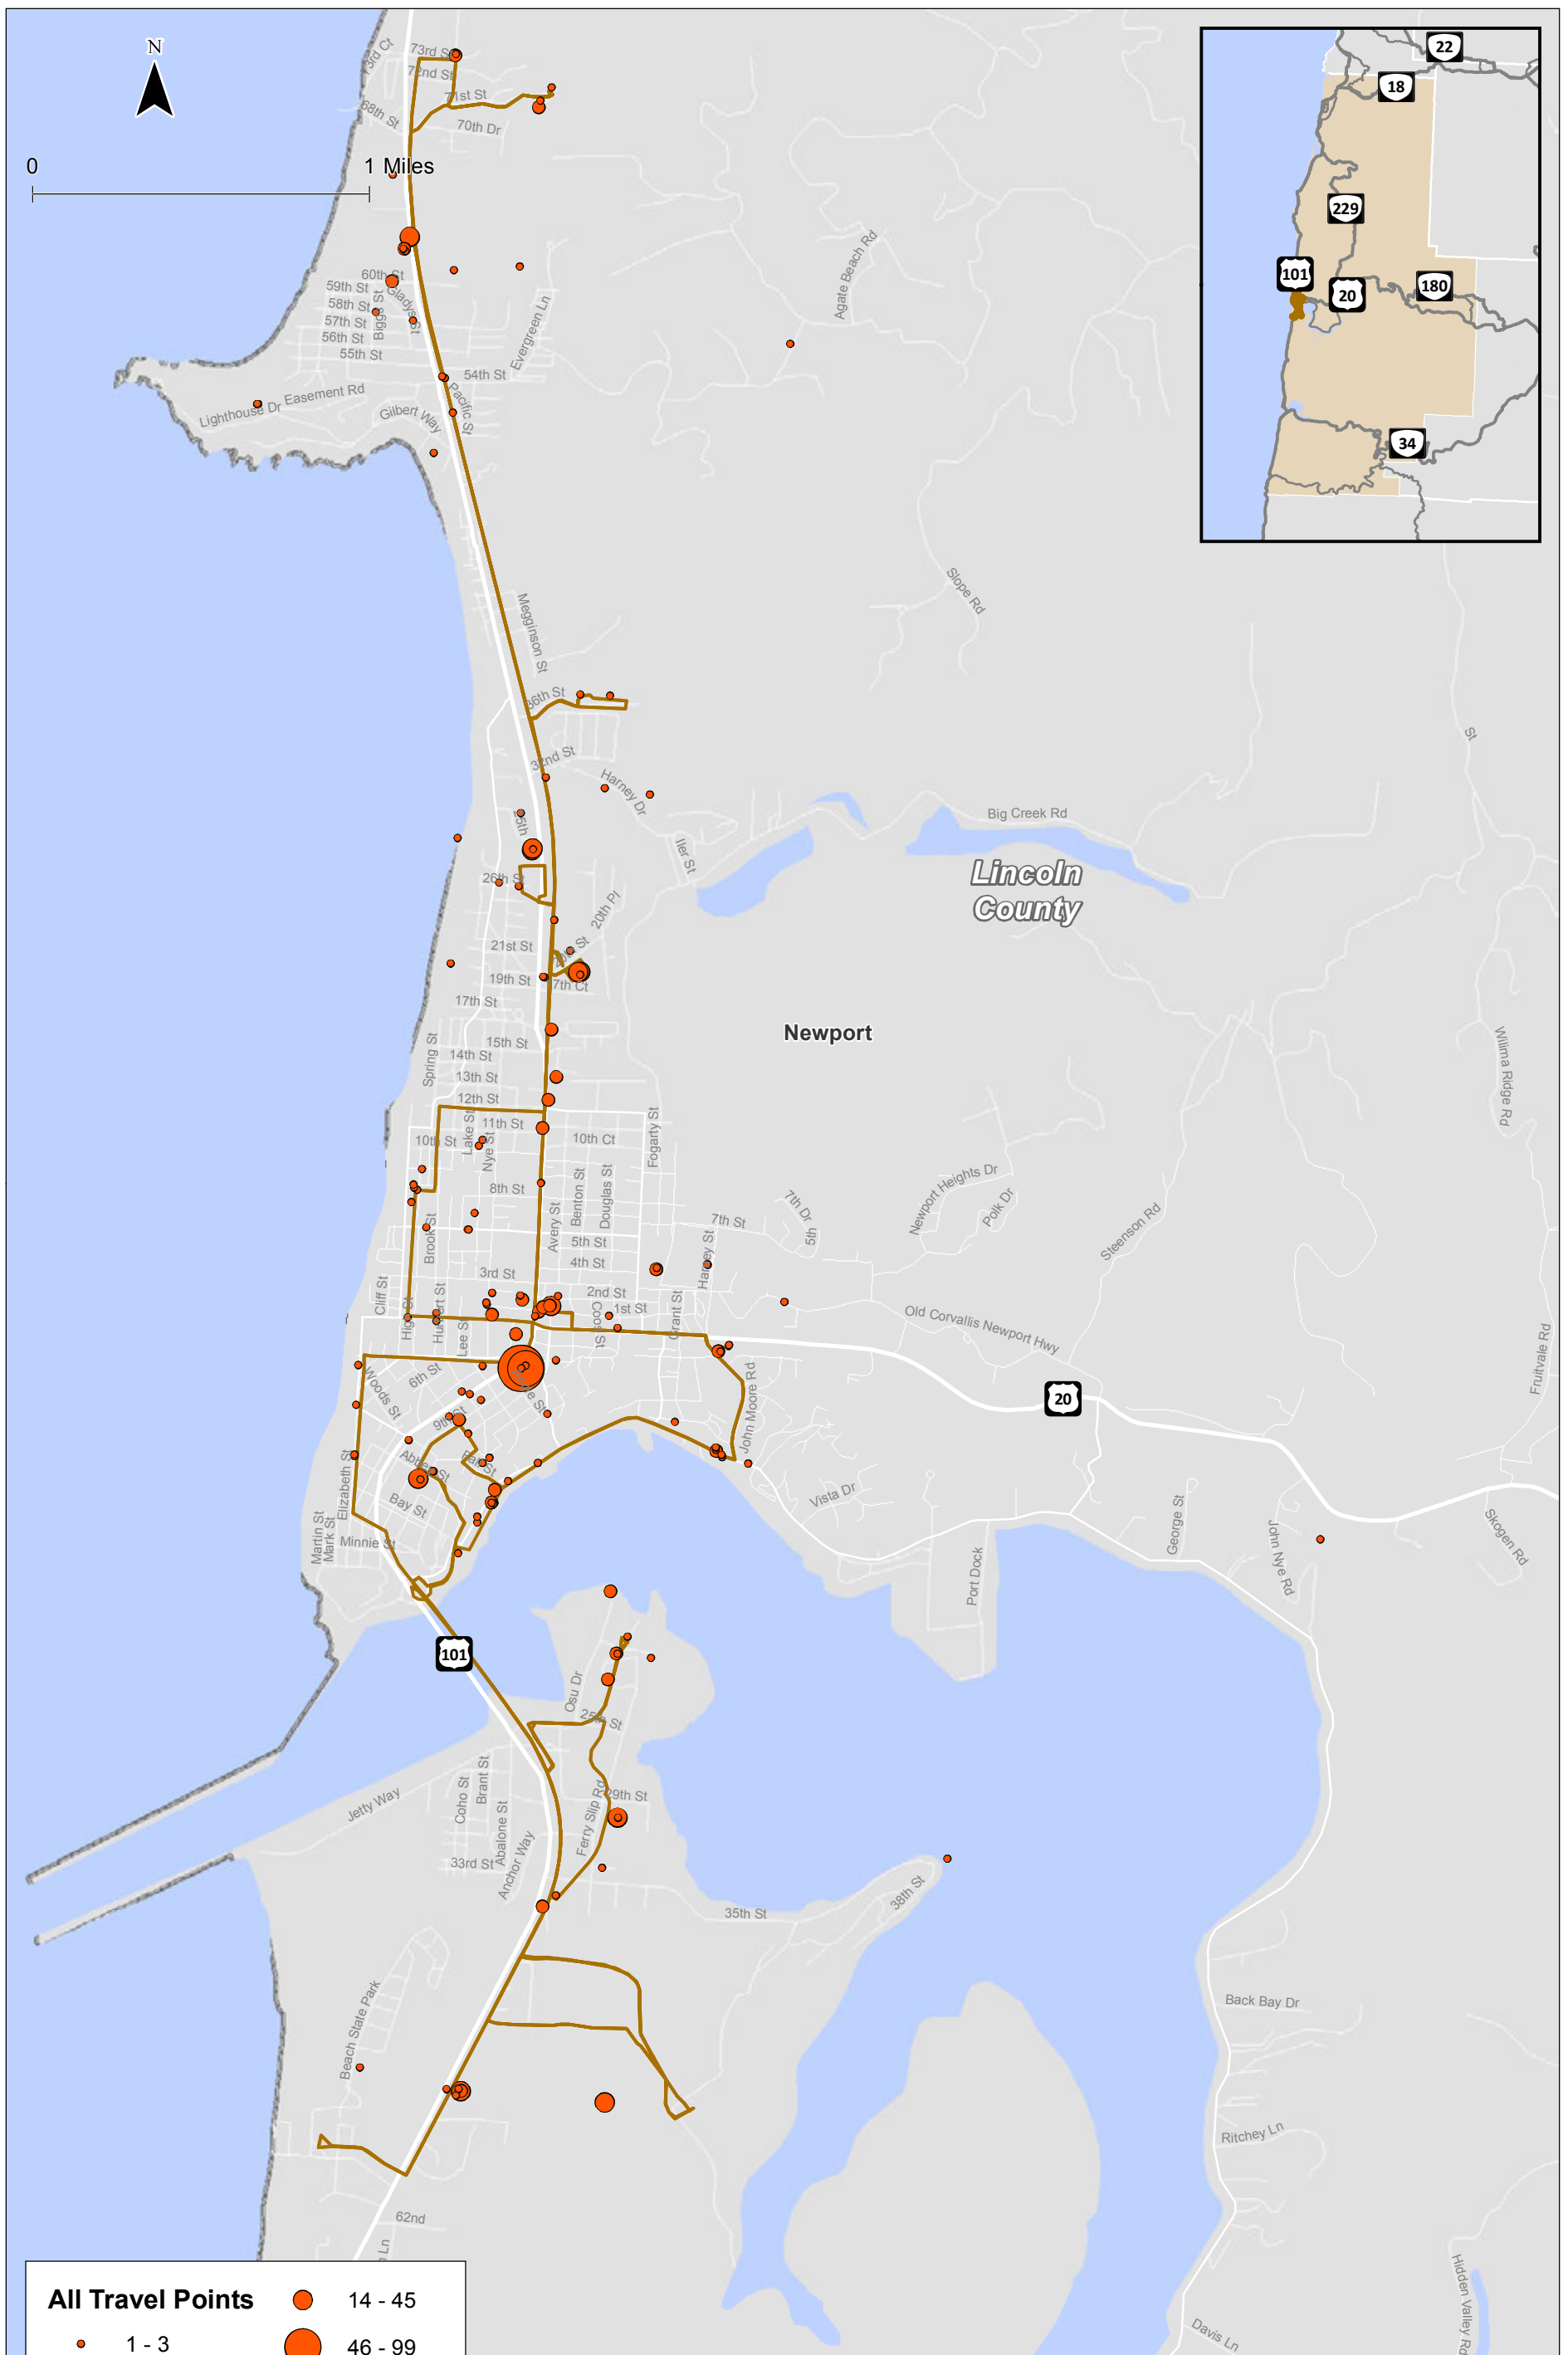 N
0
1 Miles
73rd Ct
73rd S
72nd St
71st St
68th St
70th Dr
60th St
59th St
58th St
57th St
56th St
55th St
Biggs St
Gladys St
Evergreen Ln
Agate Beach Rd
54th St
Pacific St
Easement Rd
Lighthouse Dr
Gilbert Way
22
18
229
101
20
180
34
Slope Rd
Megginson St
36th St
32nd St
Harney Dr
St
Big Creek Rd
Iler St
25th
26th St
Lincoln
County
20th Pl
20th St
21st St
19th St
7th Ct
17th St
Newport
15th St
14th St
13th St
12th St
Spring St
11th St
10th St
Lake St
Nye St
10th Ct
Fogarty St
Wilma Ridge Rd
8th St
Avery St
Benton St
Douglas St
7th St
7th Dr
5th
Newport Heights Dr
Polk Dr
Steenson Rd
Brook St
5th St
4th St
3rd St
Harney St
2nd St
1st St
Cliff St
Lee St
Grant St
Old Corvallis Newport Hwy
Fruitvale Rd
6th St
Woods St
John Moore Rd
20
9th St
Abbey St
Fall St
Elizabeth St
Bay St
Vista Dr
Martin St
Mark St
Minnie St
Port Dock
George St
John Nye Rd
Skogen Rd
101
Osu Dr
25th St
Jetty Way
Coho St
Brant St
Abalone St
Anchor Way
Ferry Slip Rd
29th St
33rd St
35th St
38th St
Beach State Park
Back Bay Dr
Ritchey Ln
62nd
Ln
Hidden Valley Rd
Davis Ln
All Travel Points
14 - 45
1 - 3
46 - 99